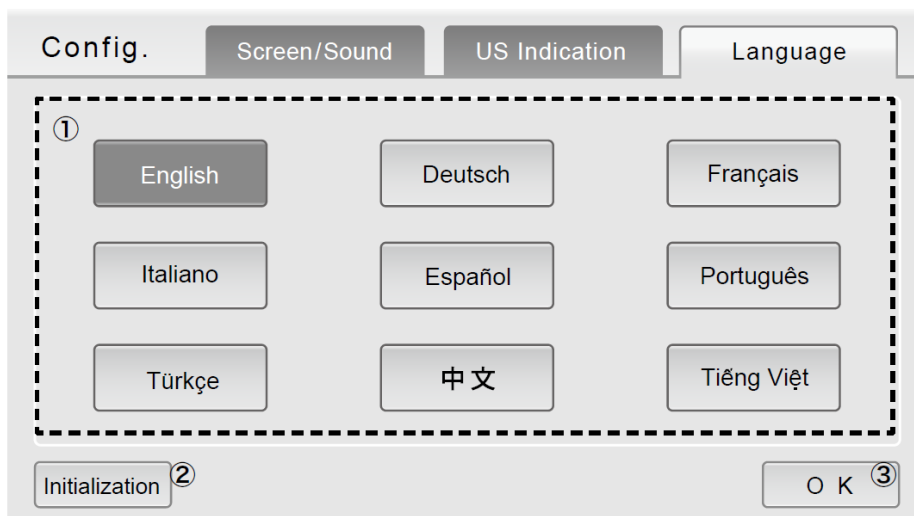 Config. Screen/Sound US Indication Language
①
English Deutsch Français
Italiano Español Português
Türkçe 中文 Tiếng Việt
Initialization ② O K ③